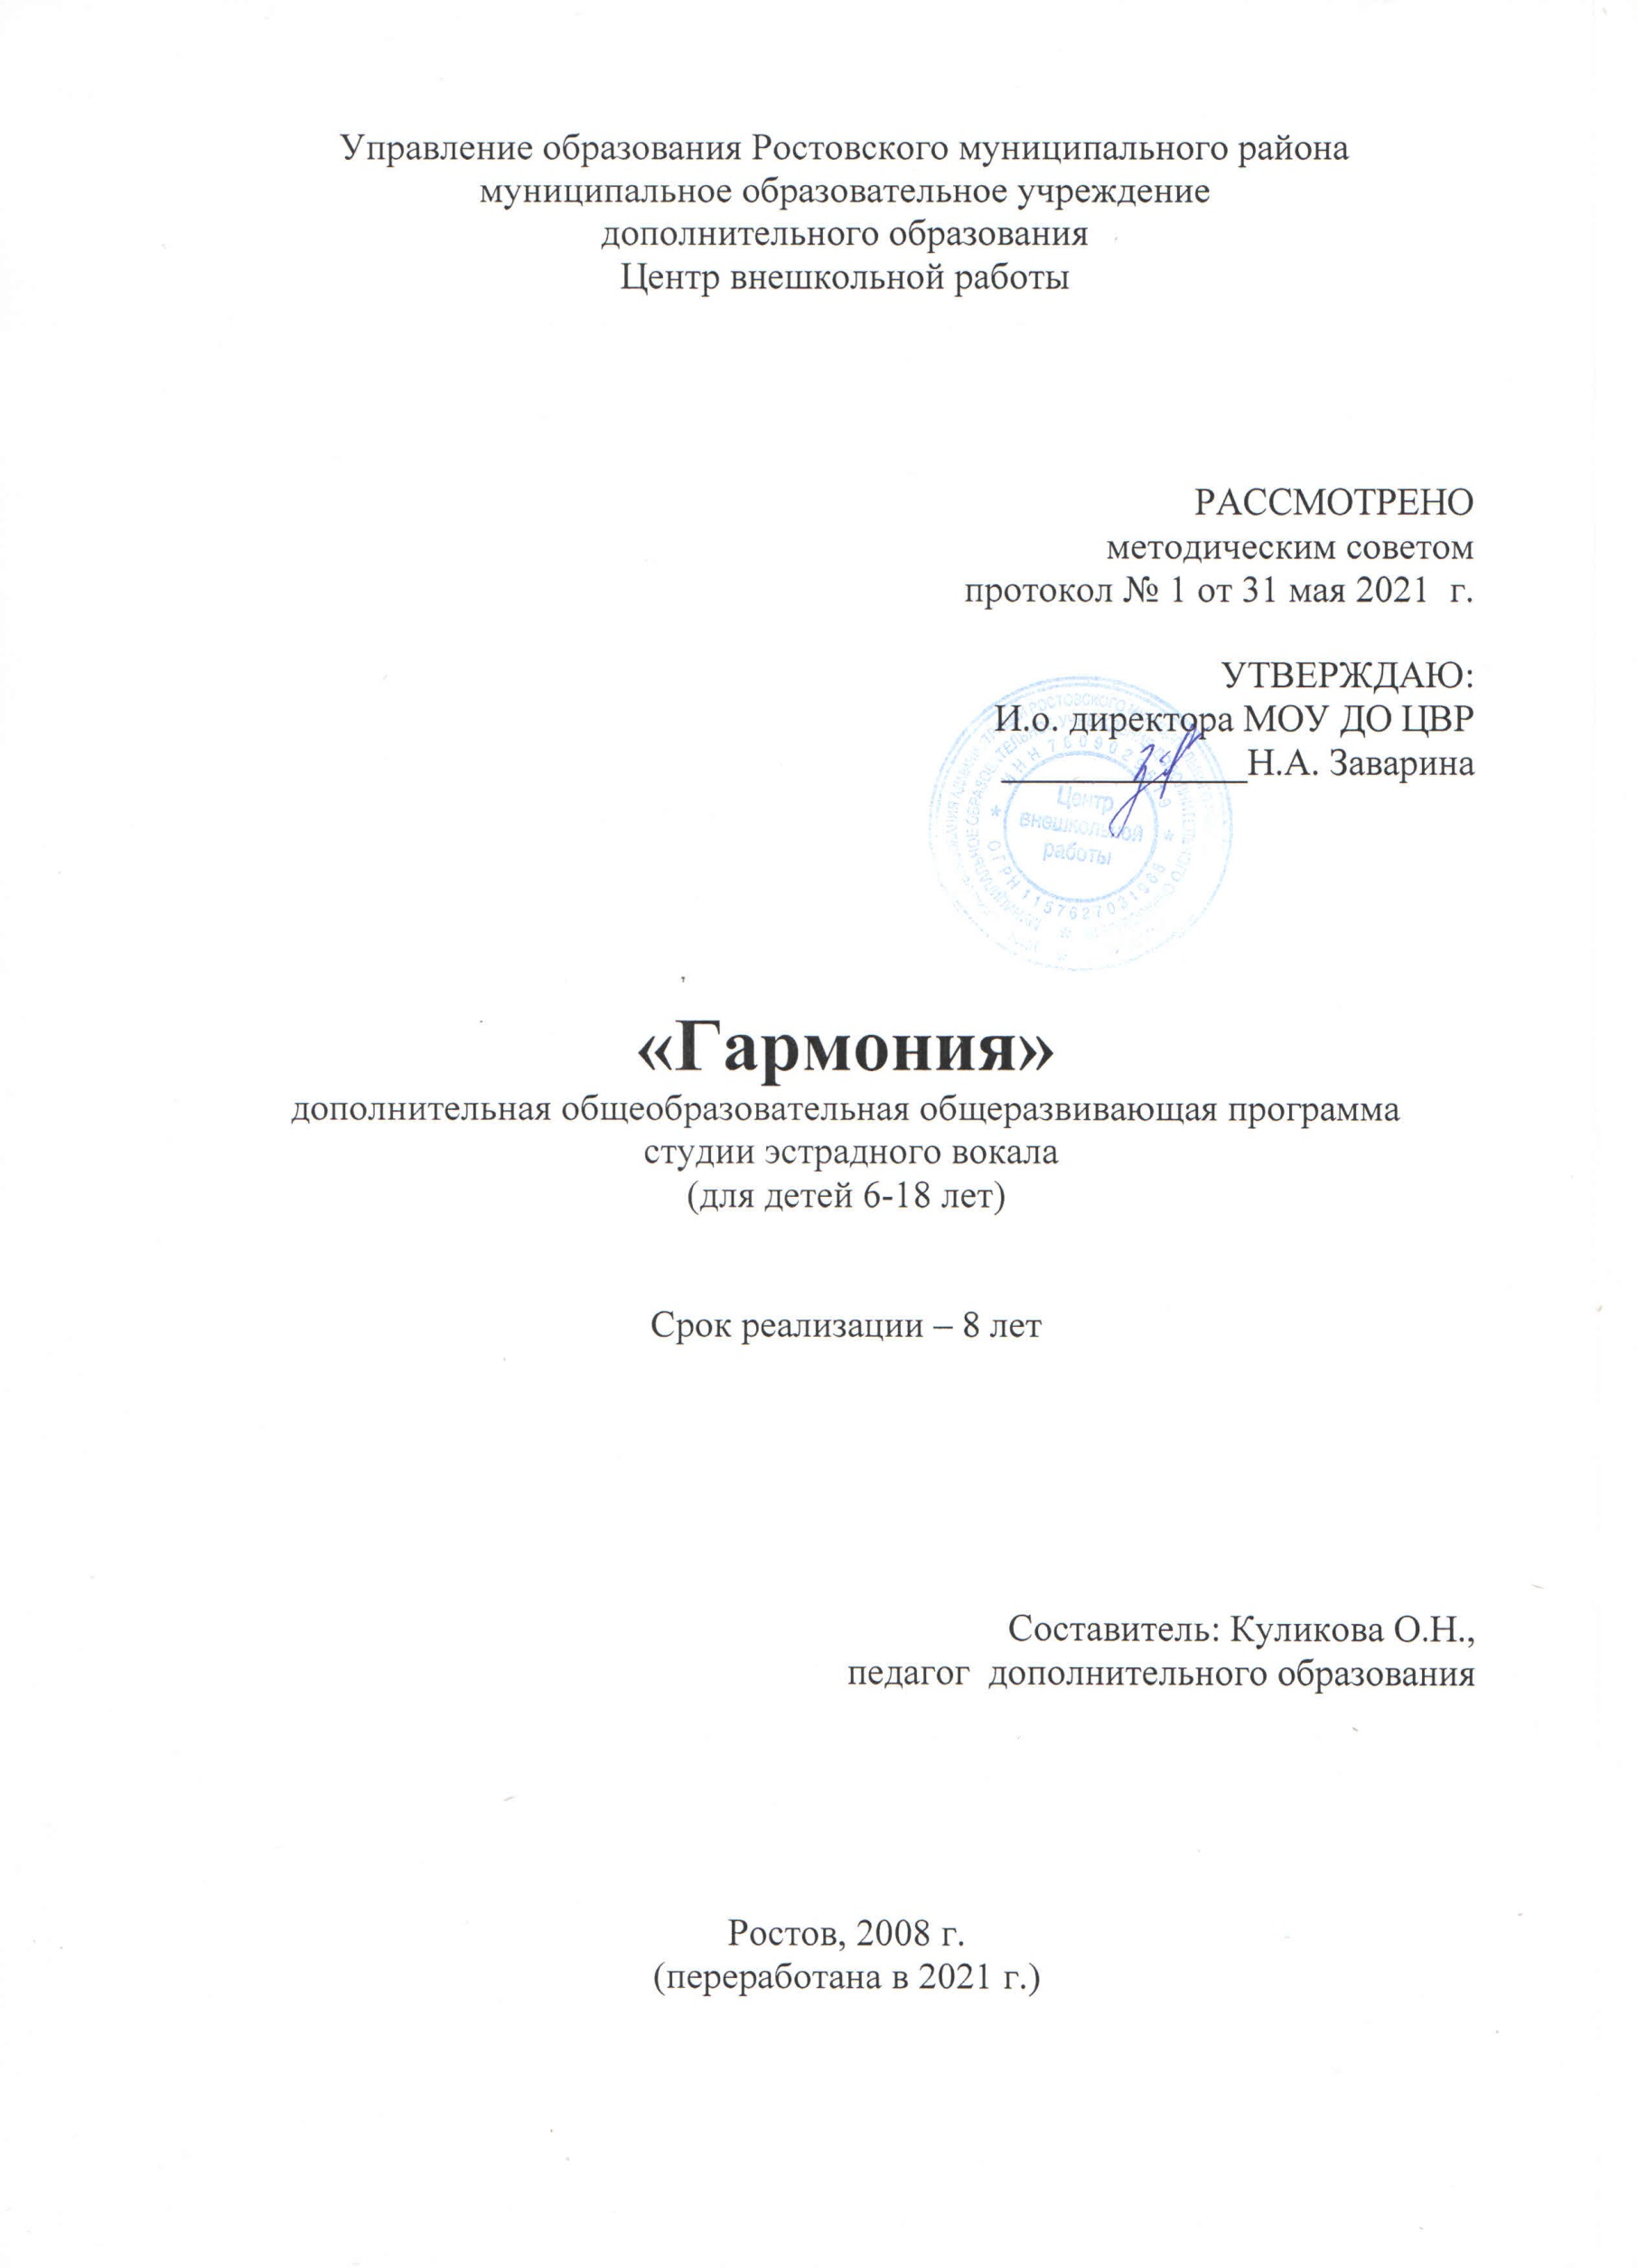 Управление образования Ростовского муниципального района
муниципальное образовательное учреждение
дополнительного образования
Центр внешкольной работы
РАССМОТРЕНО
методическим советом
протокол № 1 от 31 мая 2021 г.
УТВЕРЖДАЮ:
И.о. директора МОУ ДО ЦВР
_____________Н.А. Заварина
Центр
внешкольной
работы
«Гармония»
дополнительная общеобразовательная общеразвивающая программа
студии эстрадного вокала
(для детей 6-18 лет)
Срок реализации – 8 лет
Составитель: Куликова О.Н.,
педагог дополнительного образования
Ростов, 2008 г.
(переработана в 2021 г.)